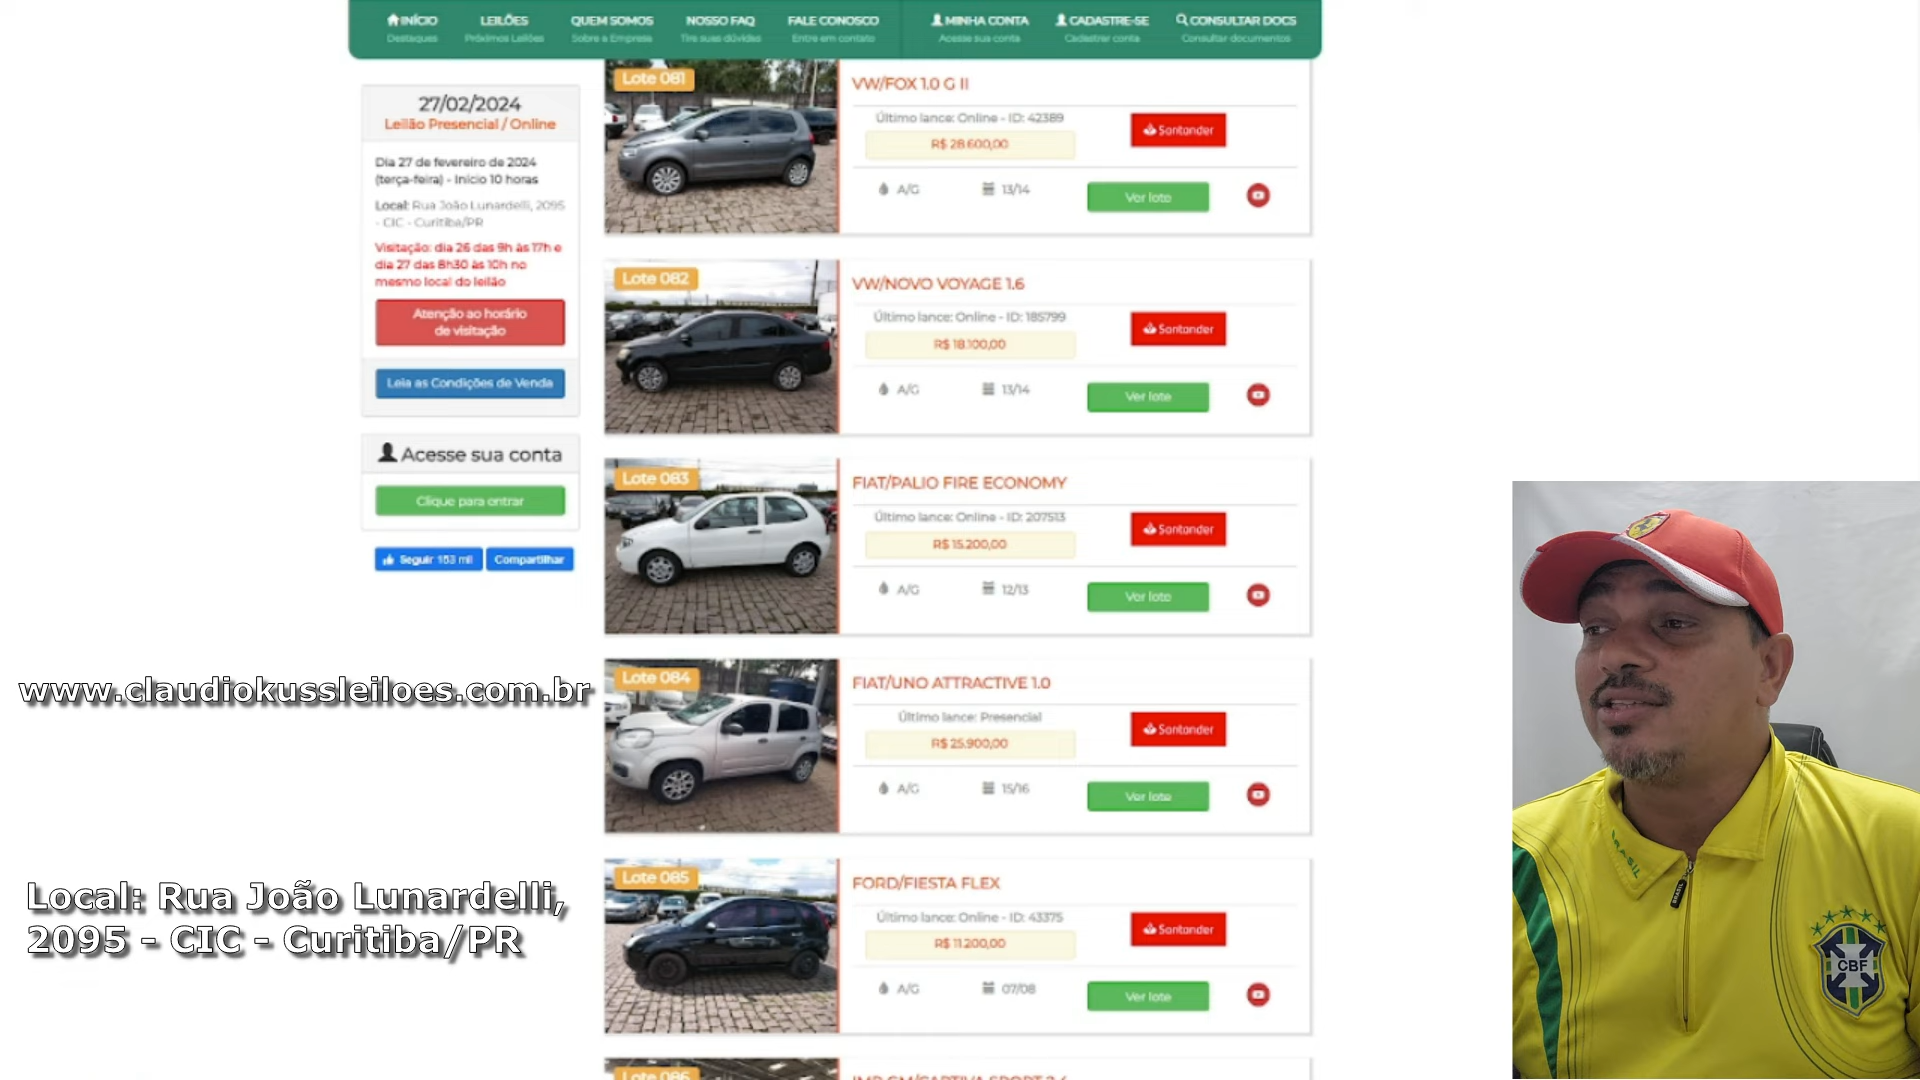 INÍCIO
Destaques
LEILÕES
Próximos Leilões
QUEM SOMOS
Sobre a Empresa
NOSSO FAQ
Tire suas dúvidas
FALE CONOSCO
Entre em contato
MINHA CONTA
Acesse sua conta
CADASTRE-SE
Cadastrar conta
CONSULTAR DOCS
Consultar documentos
27/02/2024
Leilão Presencial / Online
Dia 27 de fevereiro de 2024
(terça-feira) - Início 10 horas
Local: Rua João Lunardelli, 2095
- CIC - Curitiba/PR
Visitação: dia 26 das 9h às 17h e
dia 27 das 8h30 às 10h no
mesmo local do leilão
Atenção ao horário
de visitação
Leia as Condições de Venda
Acesse sua conta
Clique para entrar
Seguir 153 mil
Compartilhar
www.claudiokussleiloes.com.br
Local: Rua João Lunardelli,
2095 - CIC - Curitiba/PR
Lote 081
VW/FOX 1.0 G II
Último lance: Online - ID: 42389
R$ 28.600,00
Santander
A/G
13/14
Ver lote
Lote 082
VW/NOVO VOYAGE 1.6
Último lance: Online - ID: 185799
R$ 18.100,00
Santander
A/G
13/14
Ver lote
Lote 083
FIAT/PALIO FIRE ECONOMY
Último lance: Online - ID: 207513
R$ 15.200,00
Santander
A/G
12/13
Ver lote
Lote 084
FIAT/UNO ATTRACTIVE 1.0
Último lance: Presencial
R$ 25.900,00
Santander
A/G
15/16
Ver lote
Lote 085
FORD/FIESTA FLEX
Último lance: Online - ID: 43375
R$ 11.200,00
Santander
A/G
07/08
Ver lote
Lote 086
BRASIL
CBF